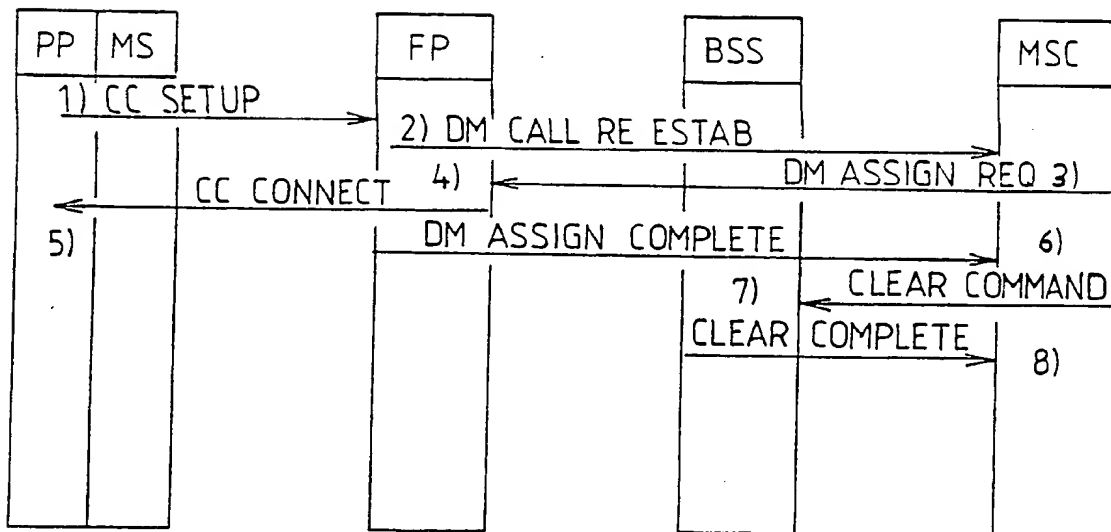 PP MS FP BSS MSC
1) CC SETUP
2) DM CALL RE ESTAB
DM ASSIGN REQ 3)
4)
CC CONNECT
5)
DM ASSIGN COMPLETE
6)
7)
CLEAR COMMAND
CLEAR COMPLETE
8)